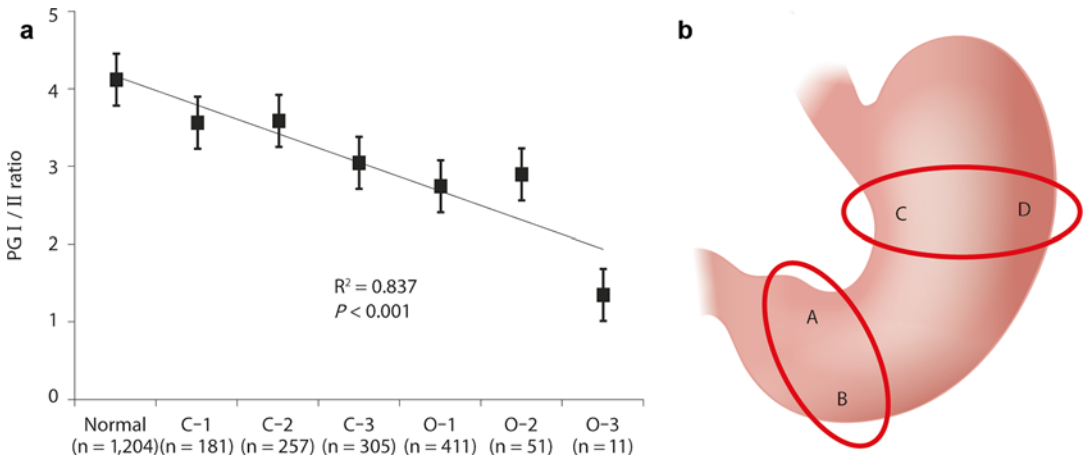 a
5
4
3
2
1
0
PG I / II ratio
R² = 0.837
P < 0.001
Normal C-1 C-2 C-3 O-1 O-2 O-3
(n = 1,204) (n = 181) (n = 257) (n = 305) (n = 411) (n = 51) (n = 11)
b
C D
A
B